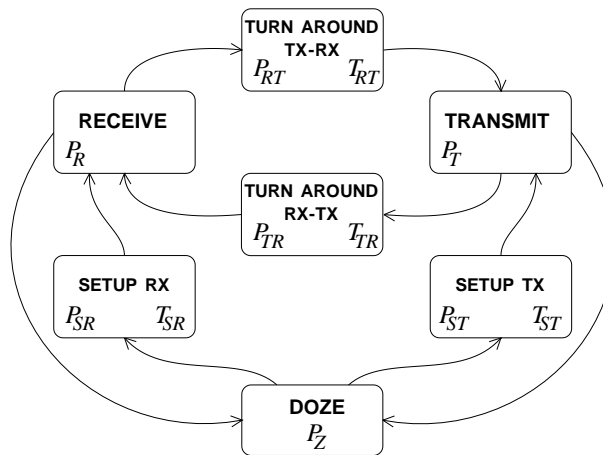 TURN AROUND
TX-RX
P_RT T_RT
RECEIVE
P_R
TRANSMIT
P_T
TURN AROUND
RX-TX
P_TR T_TR
SETUP RX
P_SR T_SR
SETUP TX
P_ST T_ST
DOZE
P_Z